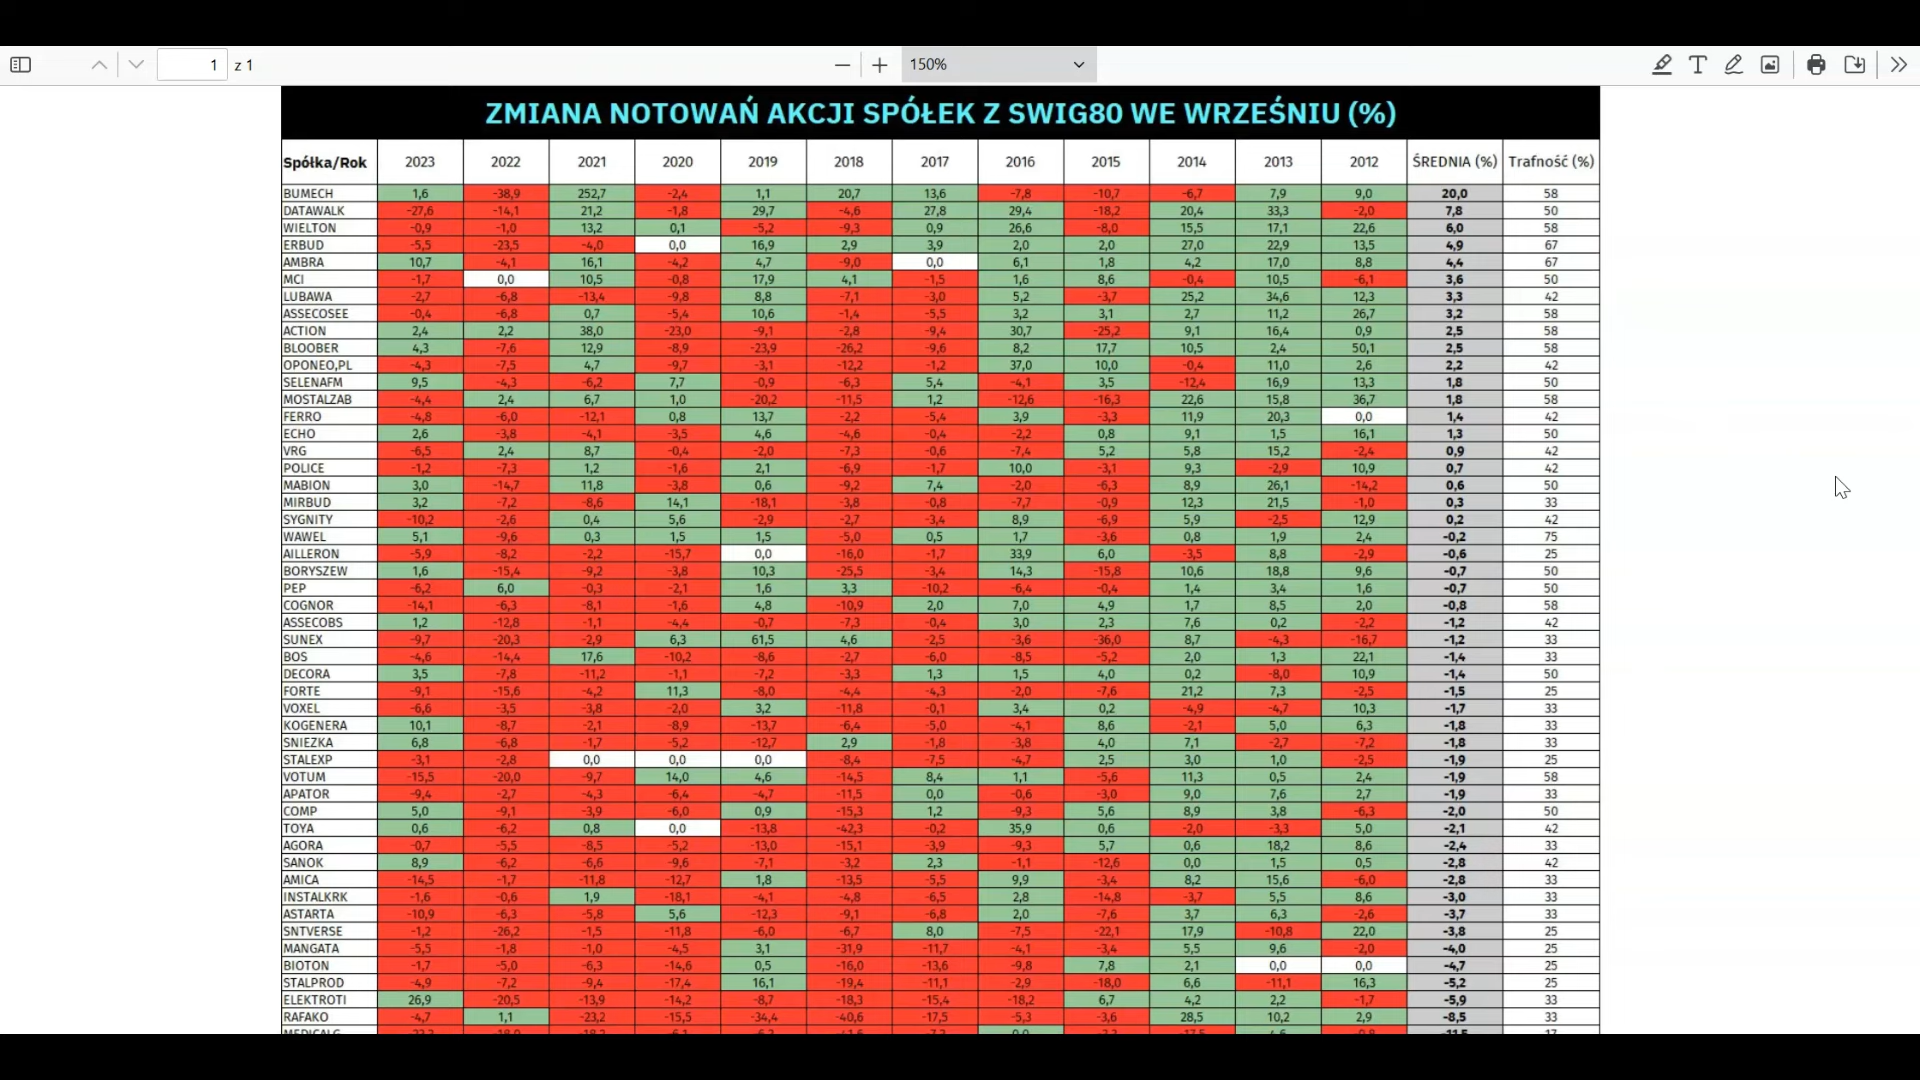 1 z 1 150%
ZMIANA NOTOWAŃ AKCJI SPÓŁEK Z SWIG80 WE WRZEŚNIU (%)
Spółka/Rok 2023 2022 2021 2020 2019 2018 2017 2016 2015 2014 2013 2012 ŚREDNIA (%) Trafność (%)
BUMECH 1,6 -38,9 252,7 -2,4 1,1 20,7 13,6 -7,8 -10,7 -6,7 7,9 9,0 20,0 58
DATAWALK -27,6 -14,1 21,2 -1,8 29,7 -4,6 27,8 29,4 -18,2 20,4 33,3 -2,0 7,8 50
WIELTON -0,9 -1,0 13,2 0,1 -5,2 -9,3 0,9 26,6 -8,0 15,5 17,1 22,6 6,0 58
ERBUD -5,5 -23,5 -4,0 0,0 16,9 2,9 3,9 2,0 2,0 27,0 22,9 13,5 4,9 67
AMBRA 10,7 -4,1 16,1 -4,2 4,7 -9,0 0,0 6,1 1,8 4,2 17,0 8,8 4,4 67
MCI -1,7 0,0 10,5 -0,8 17,9 4,1 -1,5 1,6 8,6 -0,4 10,5 -6,1 3,6 50
LUBAWA -2,7 -6,8 -13,4 -9,8 8,8 -7,1 -3,0 5,2 -3,7 25,2 34,6 12,3 3,3 42
ASSECOSEE -0,4 -6,8 0,7 -5,4 10,6 -1,4 -5,5 3,2 3,1 2,7 11,2 26,7 3,2 58
ACTION 2,4 2,2 38,0 -23,0 -9,1 -2,8 -9,4 30,7 -25,2 9,1 16,4 0,9 2,5 58
BLOOBER 4,3 -7,6 12,9 -8,9 -23,9 -26,2 -9,6 8,2 17,7 10,5 2,4 50,1 2,5 58
OPONEO,PL -4,3 -7,5 4,7 -9,7 -3,1 -12,2 -1,2 37,0 10,0 -0,4 11,0 2,6 2,2 42
SELENAFM 9,5 -4,3 -6,2 7,7 -0,9 -6,3 5,4 -4,1 3,5 -12,4 16,9 13,3 1,8 50
MOSTALZAB -4,4 2,4 6,7 1,0 -20,2 -11,5 1,2 -12,6 -16,3 22,6 15,8 36,7 1,8 58
FERRO -4,8 -6,0 -12,1 0,8 13,7 -2,2 -5,4 3,9 -3,3 11,9 20,3 0,0 1,4 42
ECHO 2,6 -3,8 -4,1 -3,5 4,6 -4,6 -0,4 -2,2 0,8 9,1 1,5 16,1 1,3 50
VRG -6,5 2,4 8,7 -0,4 -2,0 -7,3 -0,6 -7,4 5,2 5,8 15,2 -2,4 0,9 42
POLICE -1,2 -7,3 1,2 -1,6 2,1 -6,9 -1,7 10,0 -3,1 9,3 -2,9 10,9 0,7 42
MABION 3,0 -14,7 11,8 -3,8 0,6 -9,2 7,4 -2,0 -6,3 8,9 26,1 -14,2 0,6 50
MIRBUD 3,2 -7,2 -8,6 14,1 -18,1 -3,8 -0,8 -7,7 -0,9 12,3 21,5 -1,0 0,3 33
SYGNITY -10,2 -2,6 0,4 5,6 -2,9 -2,7 -3,4 8,9 -6,9 5,9 -2,5 12,9 0,2 42
WAWEL 5,1 -9,6 0,3 1,5 1,5 -5,0 0,5 1,7 -3,6 0,8 1,9 2,4 -0,2 75
AILLERON -5,9 -8,2 -2,2 -15,7 0,0 -16,0 -1,7 33,9 6,0 -3,5 8,8 -2,9 -0,6 25
BORYSZEW 1,6 -15,4 -9,2 -3,8 10,3 -25,5 -3,4 14,3 -15,8 10,6 18,8 9,6 -0,7 50
PEP -6,2 6,0 -0,3 -2,1 1,6 3,3 -10,2 -6,4 -0,4 1,4 3,4 1,6 -0,7 50
COGNOR -14,1 -6,3 -8,1 -1,6 4,8 -10,9 2,0 7,0 4,9 1,7 8,5 2,0 -0,8 58
ASSECOBS 1,2 -12,8 -1,1 -4,4 -0,7 -7,3 -0,4 3,0 2,3 7,6 0,2 -2,2 -1,2 42
SUNEX -9,7 -20,3 -2,9 6,3 61,5 4,6 -2,5 -3,6 -36,0 8,7 -4,3 -16,7 -1,2 33
BOS -4,6 -14,4 17,6 -10,2 -8,6 -2,7 -6,0 -8,5 -5,2 2,0 1,3 22,1 -1,4 33
DECORA 3,5 -7,8 -11,2 -1,1 -7,2 -3,3 1,3 1,5 4,0 0,2 -8,0 10,9 -1,4 50
FORTE -9,1 -15,6 -4,2 11,3 -8,0 -4,4 -4,3 -2,0 -7,6 21,2 7,3 -2,5 -1,5 25
VOXEL -6,6 -3,5 -3,8 -2,0 3,2 -11,8 -0,1 3,4 0,2 -4,9 -4,7 10,3 -1,7 33
KOGENERA 10,1 -8,7 -2,1 -8,9 -13,7 -6,4 -5,0 -4,1 8,6 -2,1 5,0 6,3 -1,8 33
SNIEZKA 6,8 -6,8 -1,7 -5,2 -12,7 2,9 -1,8 -3,8 4,0 7,1 -2,7 -7,2 -1,8 33
STALEXP -3,1 -2,8 0,0 0,0 0,0 -8,4 -7,5 -4,7 2,5 3,0 1,0 -2,5 -1,9 25
VOTUM -15,5 -20,0 -9,7 14,0 4,6 -14,5 8,4 1,1 -5,6 11,3 0,5 2,4 -1,9 58
APATOR -9,4 -2,7 -4,3 -6,4 -4,7 -11,5 0,0 -0,6 -3,0 9,0 7,6 2,7 -1,9 33
COMP 5,0 -9,1 -3,9 -6,0 0,9 -15,3 1,2 -9,3 5,6 8,9 3,8 -6,3 -2,0 50
TOYA 0,6 -6,2 0,8 0,0 -13,8 -42,3 -0,2 35,9 0,6 -2,0 -3,3 5,0 -2,1 42
AGORA -0,7 -5,5 -8,5 -5,2 -13,0 -15,1 -3,9 -9,3 5,7 0,6 18,2 8,6 -2,4 33
SANOK 8,9 -6,2 -6,6 -9,6 -7,1 -3,2 2,3 -1,1 -12,6 0,0 1,5 0,5 -2,8 42
AMICA -14,5 -1,7 -11,8 -12,7 1,8 -13,5 -5,5 9,9 -3,4 8,2 15,6 -6,0 -2,8 33
INSTALKRK -1,6 -0,6 1,9 -18,1 -4,1 -4,8 -6,5 2,8 -14,8 -3,7 5,5 8,6 -3,0 33
ASTARTA -10,9 -6,3 -5,8 5,6 -12,3 -9,1 -6,8 2,0 -7,6 3,7 6,3 -2,6 -3,7 33
SNTVERSE -1,2 -26,2 -1,5 -11,8 -6,0 -6,7 8,0 -7,5 -22,1 17,9 -10,8 22,0 -3,8 25
MANGATA -5,5 -1,8 -1,0 -4,5 3,1 -31,9 -11,7 -4,1 -3,4 5,5 9,6 -2,0 -4,0 25
BIOTON -1,7 -5,0 -6,3 -14,6 0,5 -16,0 -13,6 -9,8 7,8 2,1 0,0 0,0 -4,7 25
STALPROD -4,9 -7,2 -9,4 -17,4 16,1 -19,4 -11,1 -2,9 -18,0 6,6 -11,1 16,3 -5,2 25
ELEKTROTI 26,9 -20,5 -13,9 -14,2 -8,7 -18,3 -15,4 -18,2 6,7 4,2 2,2 -1,7 -5,9 33
RAFAKO -4,7 1,1 -23,2 -15,5 -34,4 -40,6 -17,5 -5,3 -3,6 28,5 10,2 2,9 -8,5 33